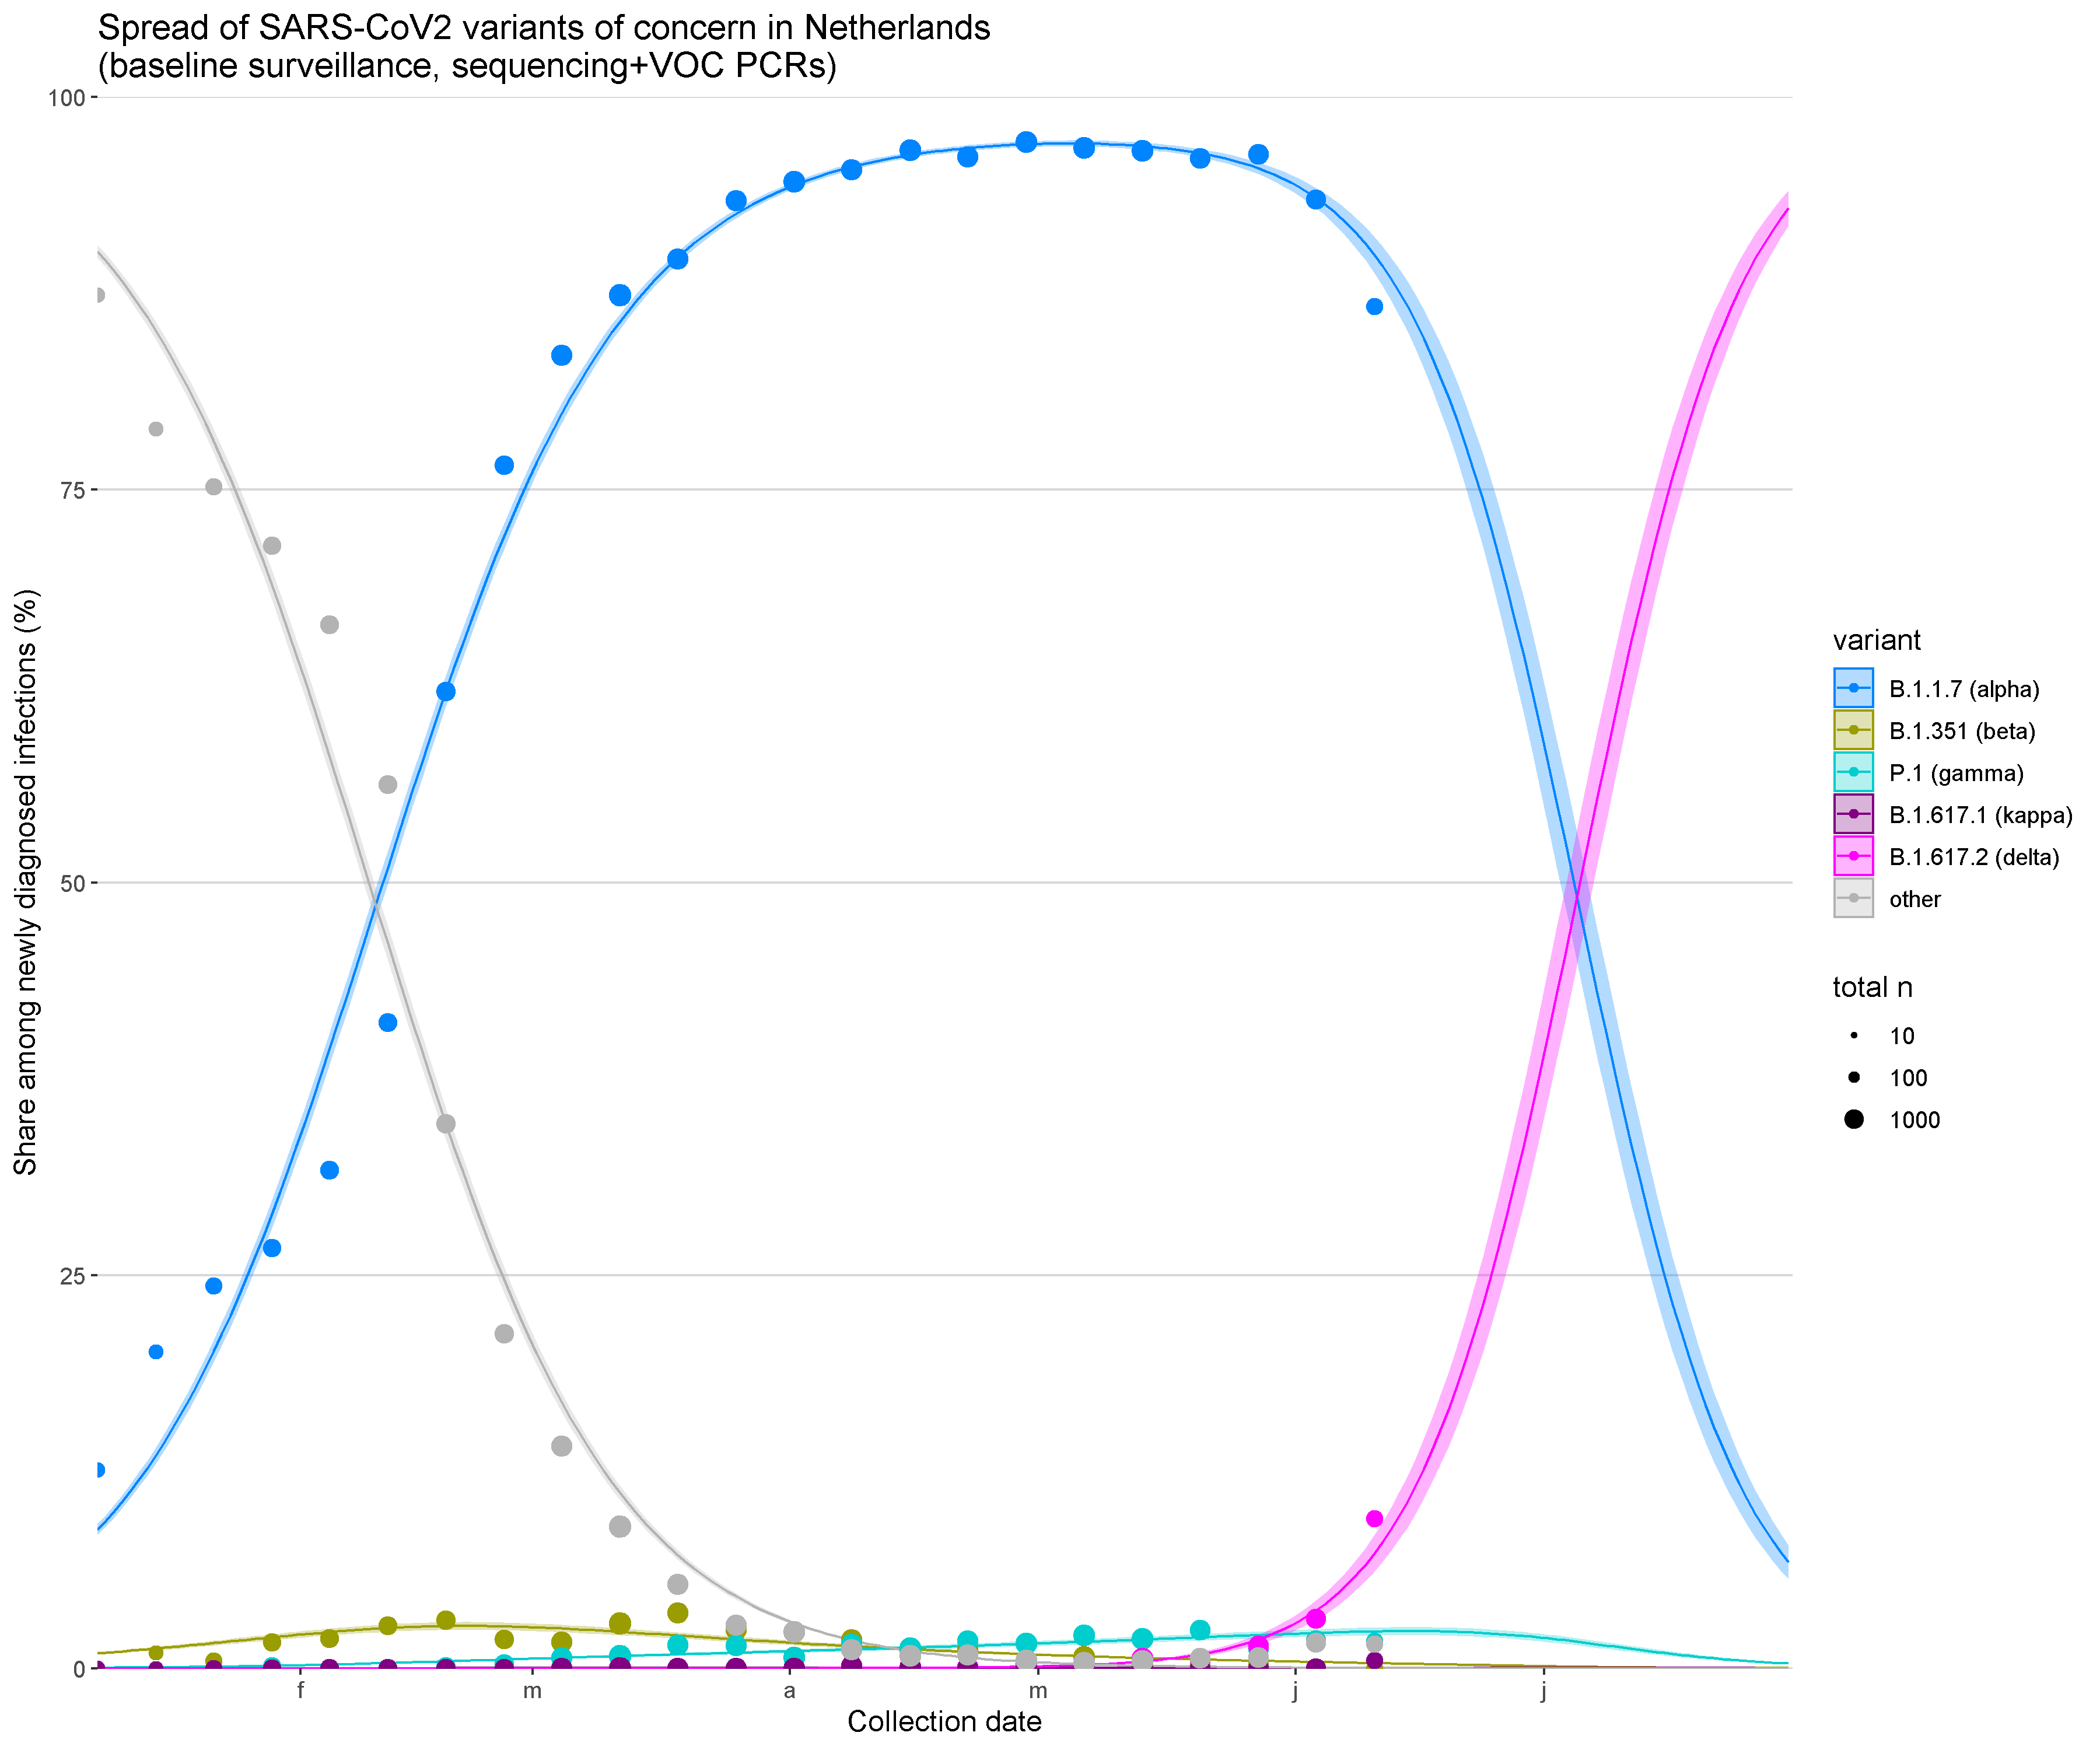 Spread of SARS-CoV2 variants of concern in Netherlands
(baseline surveillance, sequencing+VOC PCRs)
Share among newly diagnosed infections (%)
100
75
50
25
0
f
m
a
m
j
j
Collection date
variant
B.1.1.7 (alpha)
B.1.351 (beta)
P.1 (gamma)
B.1.617.1 (kappa)
B.1.617.2 (delta)
other
total n
10
100
1000